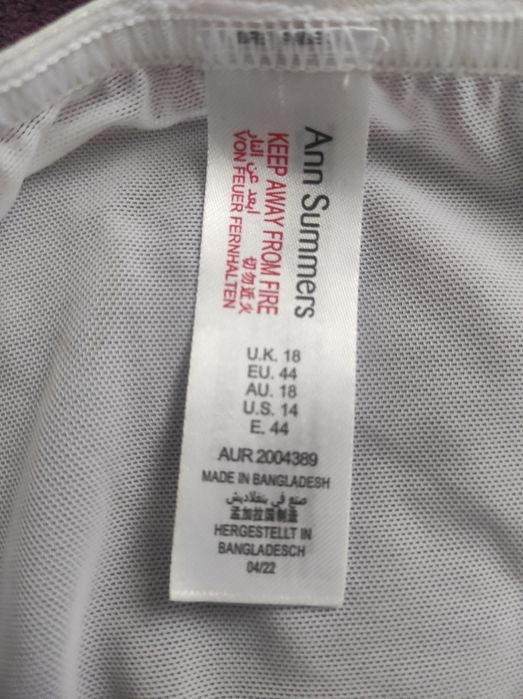 Ann Summers
KEEP AWAY FROM FIRE
ابعد عن النار 切勿近火
VON FEUER FERNHALTEN
U.K. 18
EU. 44
AU. 18
U.S. 14
E. 44
AUR 2004389
MADE IN BANGLADESH
صنع في بنغلاديش
孟加拉国制造
HERGESTELLT IN
BANGLADESCH
04/22